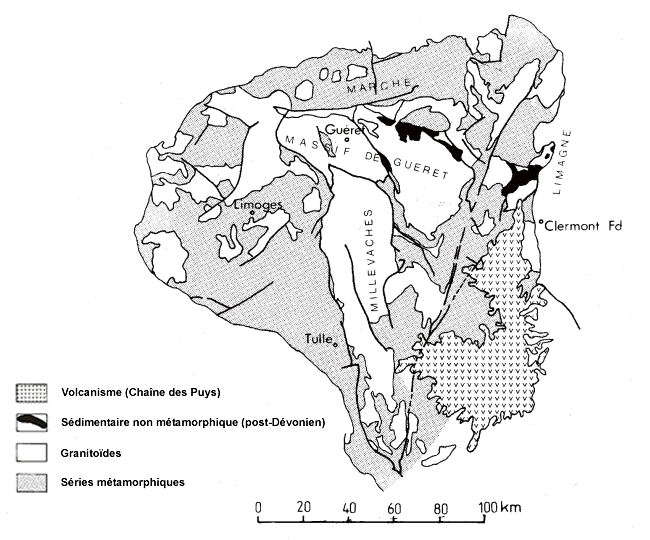 MARCHE
Guéret
MASSIF DE GUERET
LIMAGNE
Limoges
MILLEVACHES
Clermont Fd
Tulle
Volcanisme (Chaîne des Puys)
Sédimentaire non métamorphique (post-Dévonien)
Granitoïdes
Séries métamorphiques
0 20 40 60 80 100 km